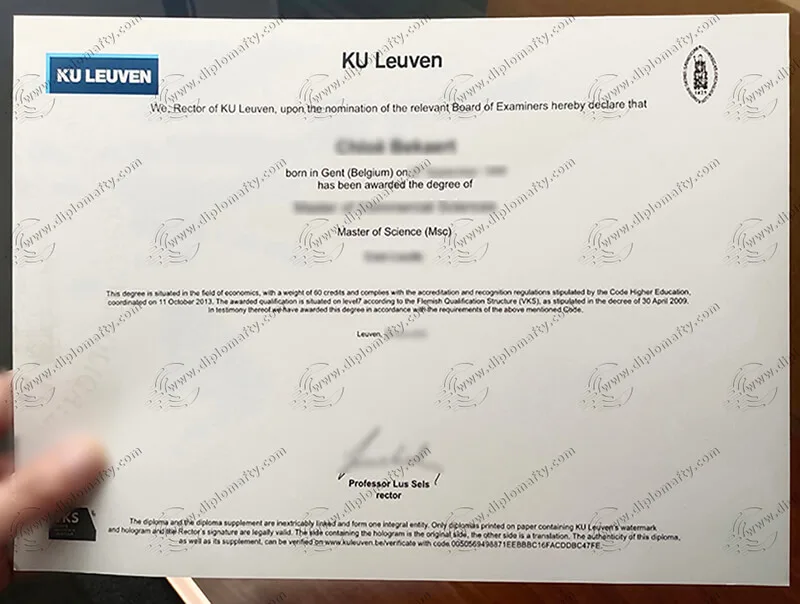 KU LEUVEN
KU Leuven
We, Rector of KU Leuven, upon the nomination of the relevant Board of Examiners hereby declare that
born in Gent (Belgium) on
has been awarded the degree of
Master of Science (Msc)
This degree is situated in the field of economics, with a weight of 60 credits and complies with the accreditation and recognition regulations stipulated by the Code Higher Education,
coordinated on 11 October 2013. The awarded qualification is situated on level7 according to the Flemish Qualification Structure (VKS), as stipulated in the decree of 30 April 2009.
In testimony thereof we have awarded this degree in accordance with the requirements of the above mentioned Code.
Leuven,
Professor Lus Sels
rector
VKS
The diploma and the diploma supplement are inextricably linked and form one integral entity. Only diplomas printed on paper containing KU Leuven's watermark
and hologram and the Rector's signature are legally valid. The side containing the hologram is the original side, the other side is a translation. The authenticity of this diploma,
as well as its supplement, can be verified on www.kuleuven.be/verificate with code 0050569498871EEBBBC16FACDDBC47FE.
www.diplomafty.com